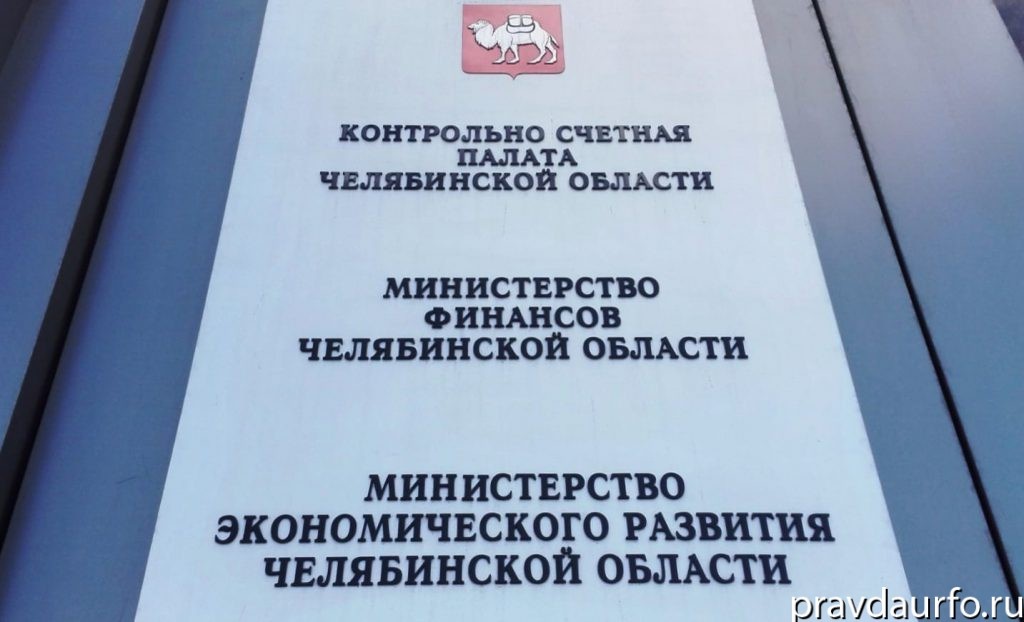 КОНТРОЛЬНО СЧЕТНАЯ
ПАЛАТА
ЧЕЛЯБИНСКОЙ ОБЛАСТИ
МИНИСТЕРСТВО
ФИНАНСОВ
ЧЕЛЯБИНСКОЙ ОБЛАСТИ
МИНИСТЕРСТВО
ЭКОНОМИЧЕСКОГО РАЗВИТИЯ
ЧЕЛЯБИНСКОЙ ОБЛАСТИ
pravdaurfo.ru